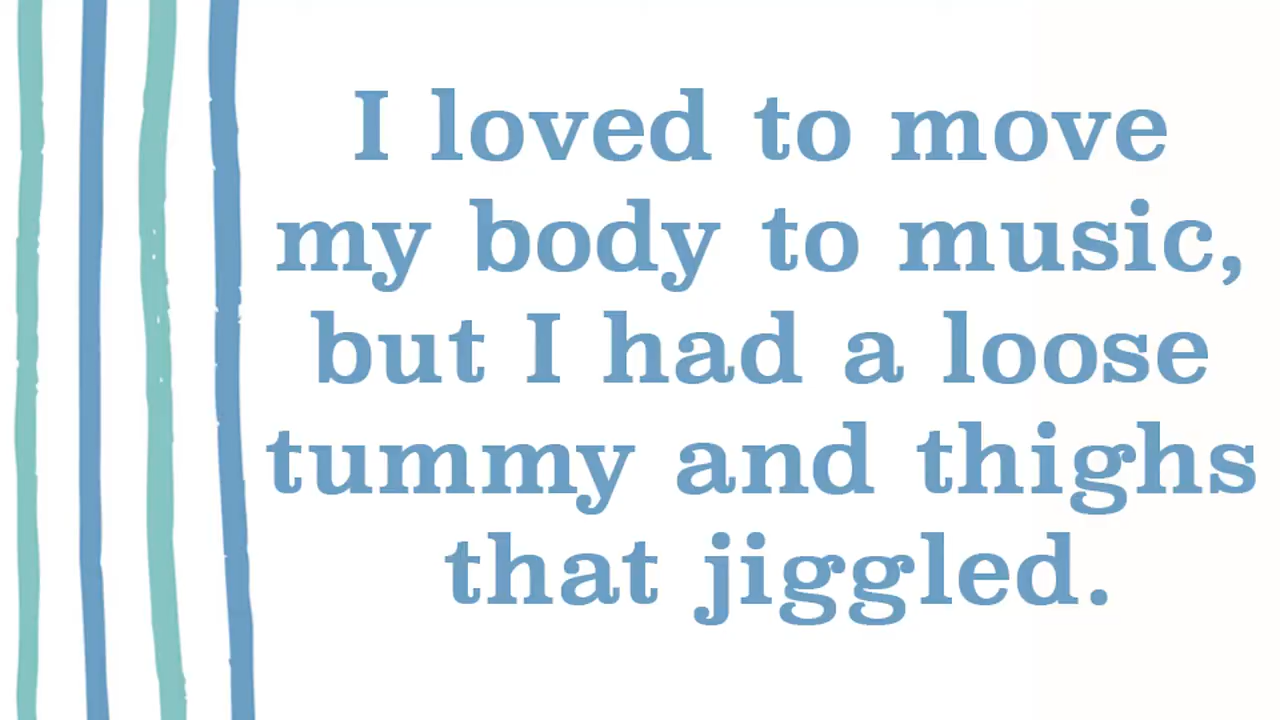 I loved to move
my body to music,
but I had a loose
tummy and thighs
that jiggled.